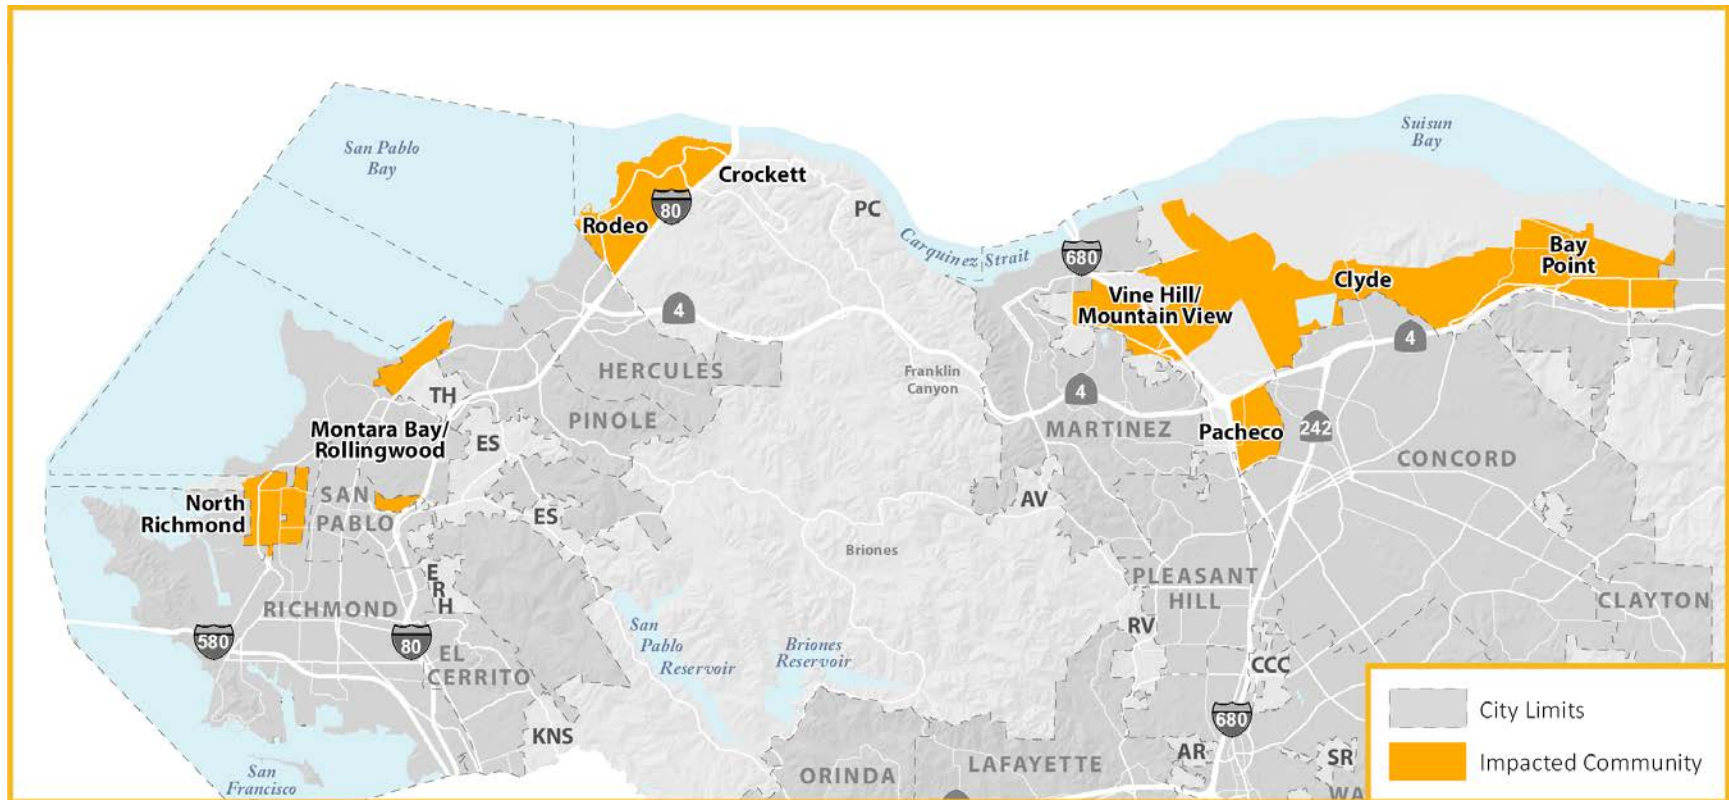 San Pablo
Bay
Suisun
Bay
Crockett
80
Rodeo
PC
Carquinez Strait
680
Bay
Point
Clyde
Vine Hill/
Mountain View
4
4
HERCULES
Franklin
Canyon
TH
4
PINOLE
Montara Bay/
Rollingwood
ES
MARTINEZ
Pacheco
242
CONCORD
North
Richmond
SAN
PABLO
ES
AV
Briones
E
R
H
RICHMOND
PLEASANT
HILL
CLAYTON
580
80
EL
CERRITO
San
Pablo
Reservoir
Briones
Reservoir
RV
CCC
KNS
680
AR
SR
ORINDA
LAFAYETTE
WA
San
Francisco
City Limits
Impacted Community